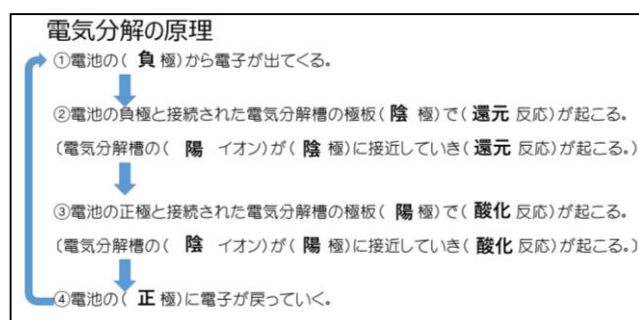 電気分解の原理
①電池の( 負 極)から電子が出てくる。
②電池の負極と接続された電気分解槽の極板( 陰 極)で( 還元 反応)が起こる。
(電気分解槽の( 陽 イオン)が( 陰 極)に接近していき( 還元 反応)が起こる。)
③電池の正極と接続された電気分解槽の極板( 陽 極)で( 酸化 反応)が起こる。
(電気分解槽の( 陰 イオン)が( 陽 極)に接近していき( 酸化 反応)が起こる。)
④電池の( 正 極)に電子が戻っていく。